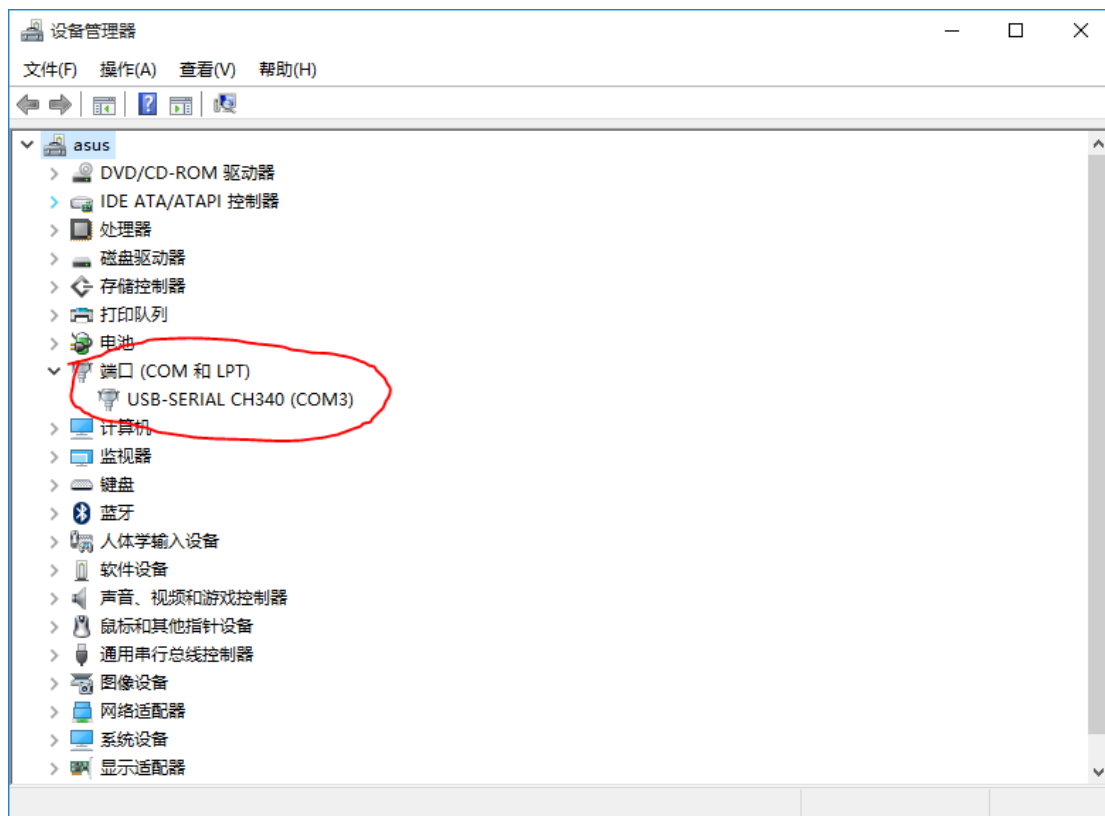 设备管理器
文件(F) 操作(A) 查看(V) 帮助(H)
asus
DVD/CD-ROM 驱动器
IDE ATA/ATAPI 控制器
处理器
磁盘驱动器
存储控制器
打印队列
电池
端口 (COM 和 LPT)
USB-SERIAL CH340 (COM3)
计算机
监视器
键盘
蓝牙
人体学输入设备
软件设备
声音、视频和游戏控制器
鼠标和其他指针设备
通用串行总线控制器
图像设备
网络适配器
系统设备
显示适配器